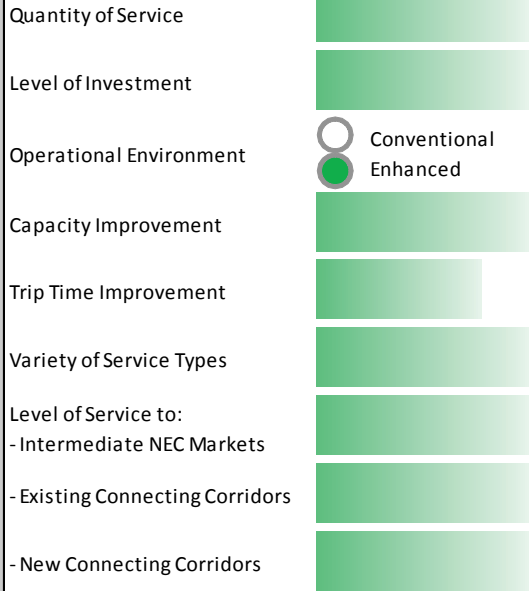 Quantity of Service
Level of Investment
Operational Environment
Conventional
Enhanced
Capacity Improvement
Trip Time Improvement
Variety of Service Types
Level of Service to:
- Intermediate NEC Markets
- Existing Connecting Corridors
- New Connecting Corridors